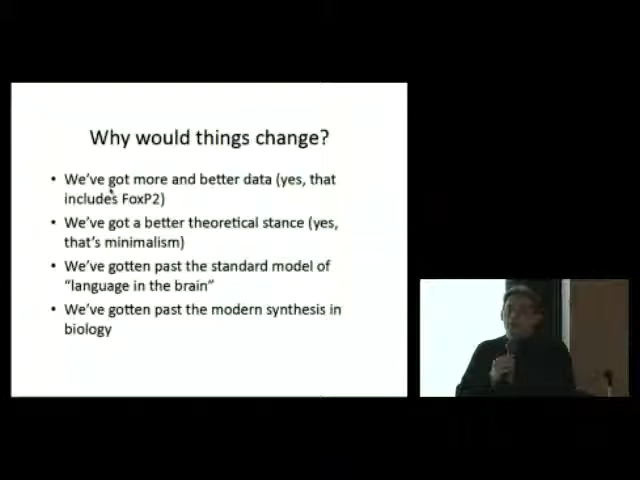 Why would things change?
• We've got more and better data (yes, that
includes FoxP2)
• We've got a better theoretical stance (yes,
that's minimalism)
• We've gotten past the standard model of
"language in the brain"
• We've gotten past the modern synthesis in
biology